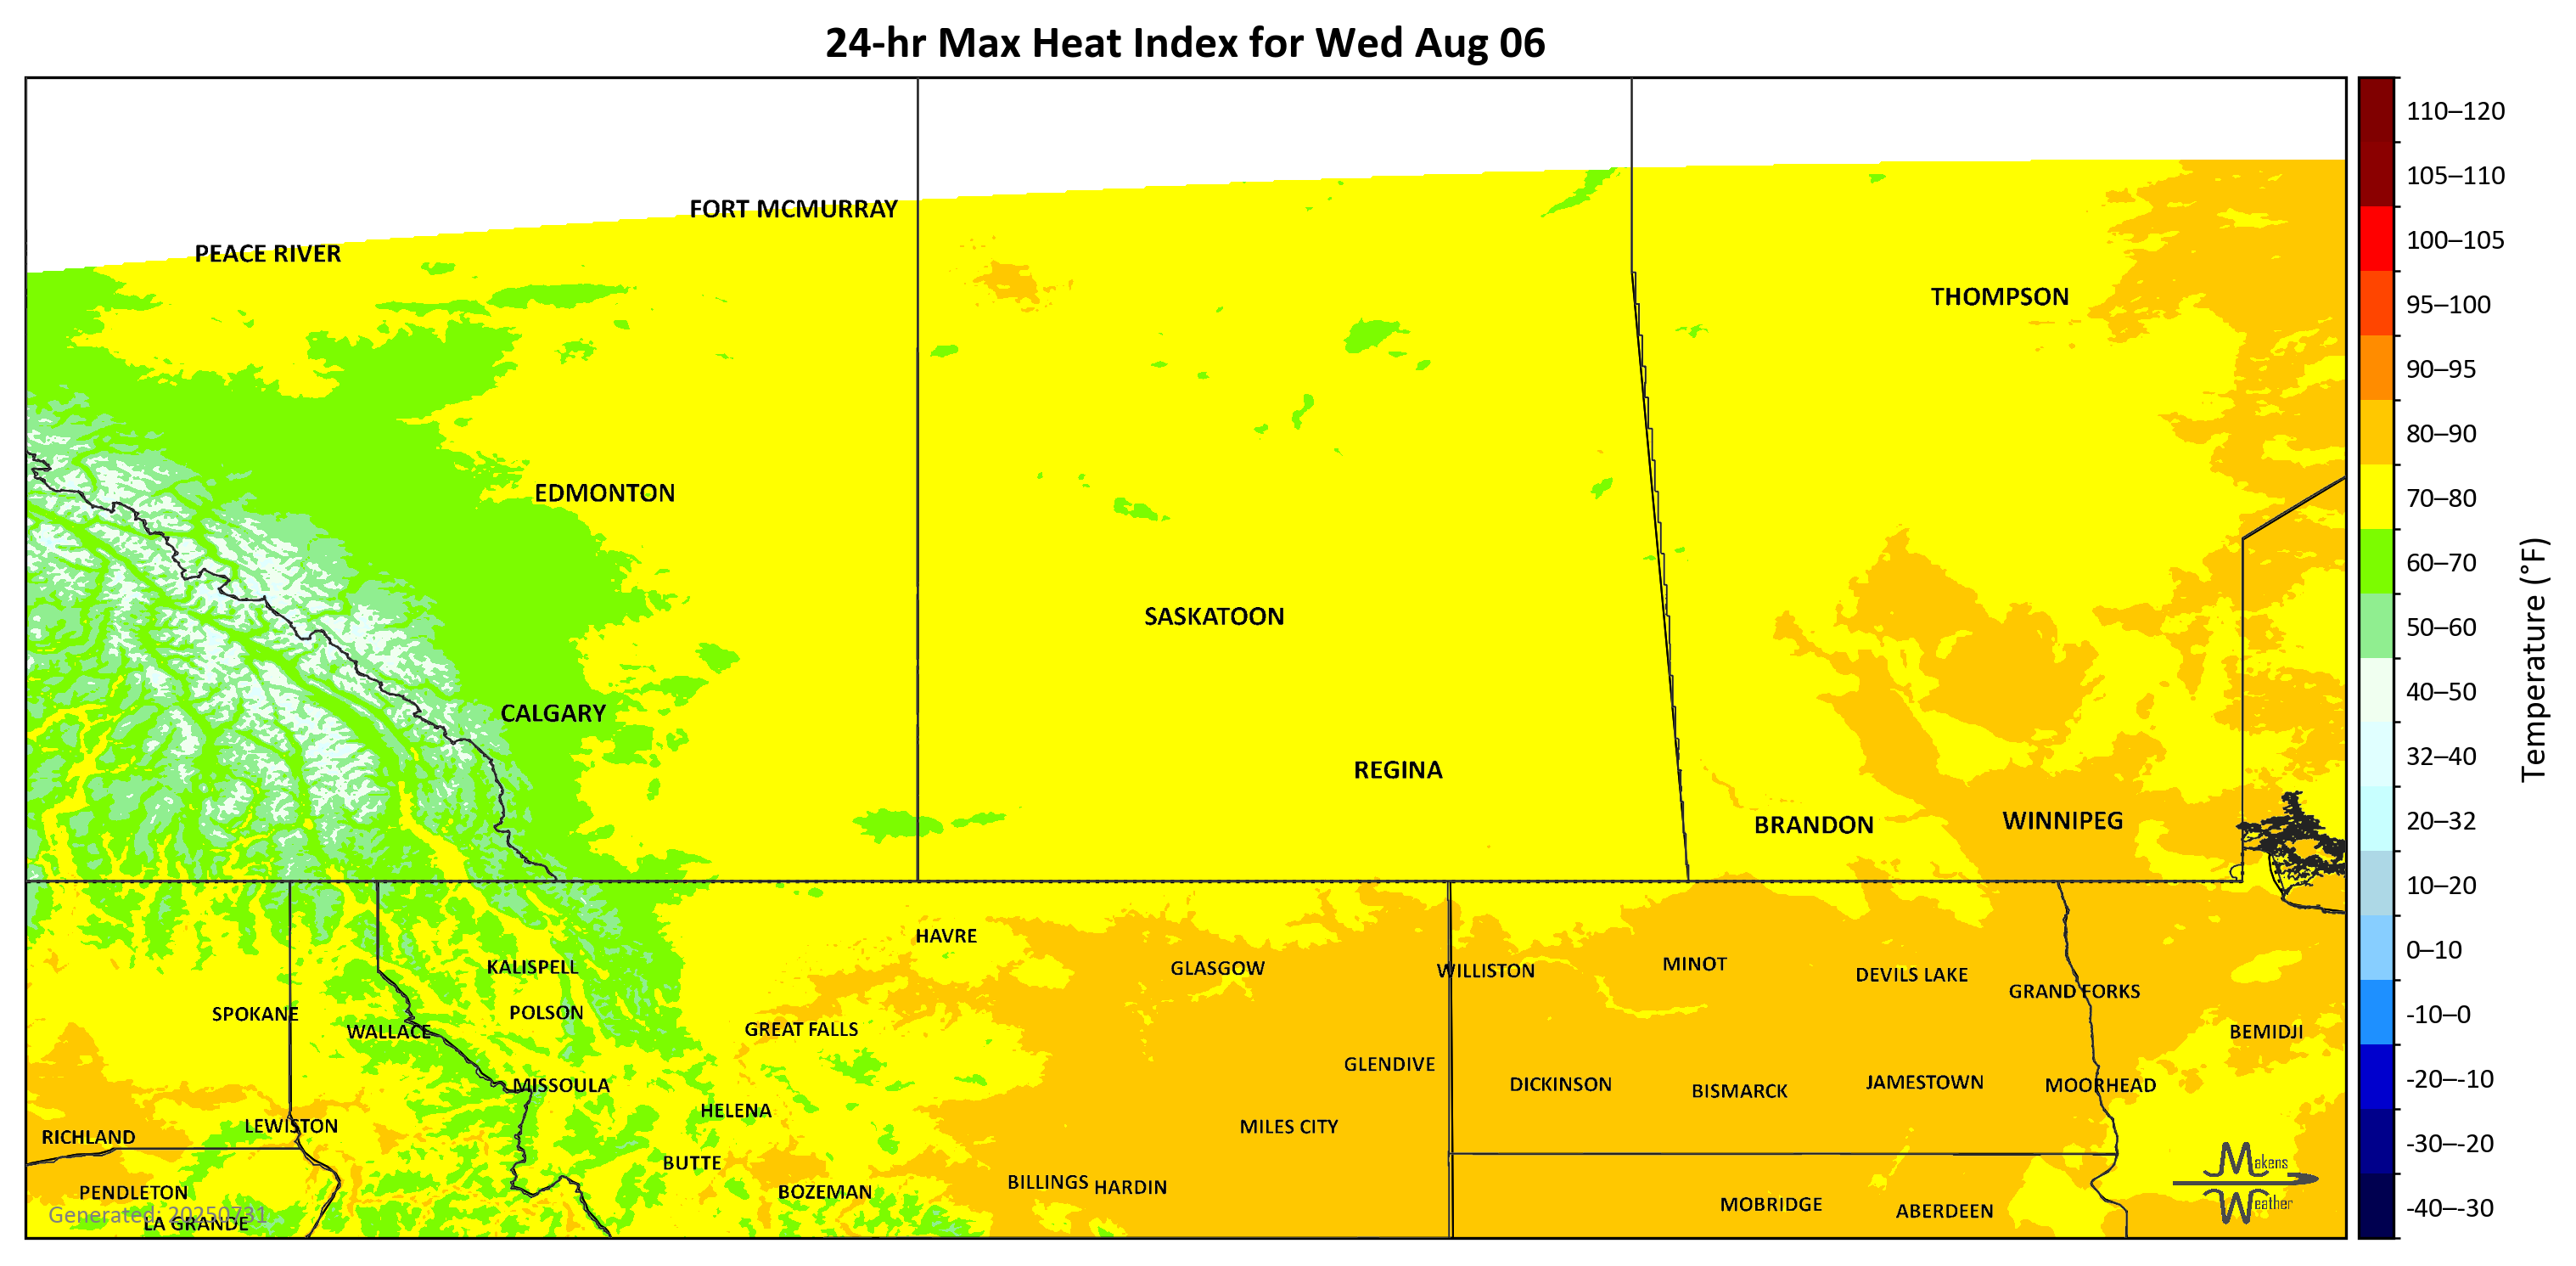 24-hr Max Heat Index for Wed Aug 06
FORT MCMURRAY
PEACE RIVER
THOMPSON
EDMONTON
SASKATOON
CALGARY
REGINA
BRANDON
WINNIPEG
HAVRE
KALISPELL
GLASGOW
WILLISTON
MINOT
DEVILS LAKE
GRAND FORKS
SPOKANE
POLSON
WALLACE
GREAT FALLS
BEMIDJI
GLENDIVE
MISSOULA
DICKINSON
BISMARCK
JAMESTOWN
MOORHEAD
HELENA
LEWISTON
MILES CITY
RICHLAND
BUTTE
PENDLETON
BOZEMAN
BILLINGS
HARDIN
MOBRIDGE
ABERDEEN
Generated: 20250731
LA GRANDE
Makens
Weather
110–120
105–110
100–105
95–100
90–95
80–90
70–80
60–70
50–60
40–50
32–40
20–32
10–20
0–10
-10–0
-20–-10
-30–-20
-40–-30
Temperature (°F)